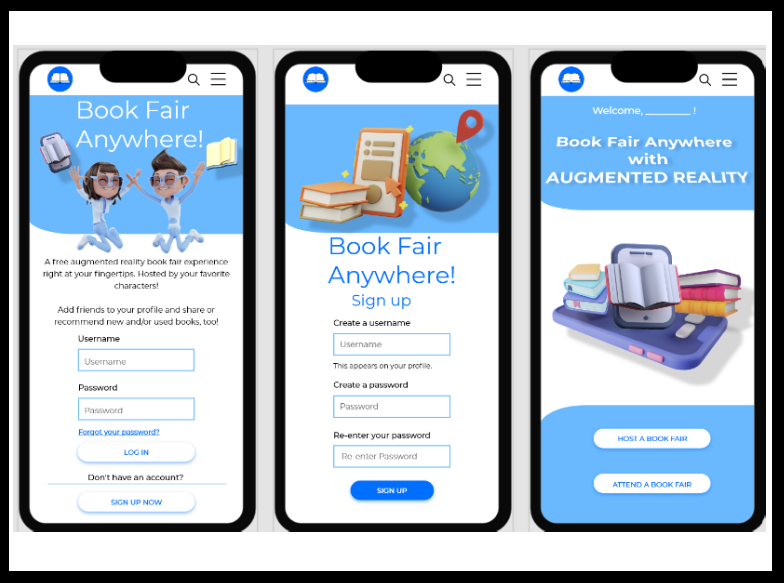 Book Fair
Anywhere!
A free augmented reality book fair experience
right at your fingertips. Hosted by your favorite
characters!
Add friends to your profile and share or
recommend new and/or used books, too!
Username
Username
Password
Password
Forgot your password?
LOG IN
Don't have an account?
SIGN UP NOW
Book Fair
Anywhere!
Sign up
Create a username
Username
This appears on your profile.
Create a password
Password
Re-enter your password
Re-enter Password
SIGN UP
Welcome, ________ !
Book Fair Anywhere
with
AUGMENTED REALITY
HOST A BOOK FAIR
ATTEND A BOOK FAIR